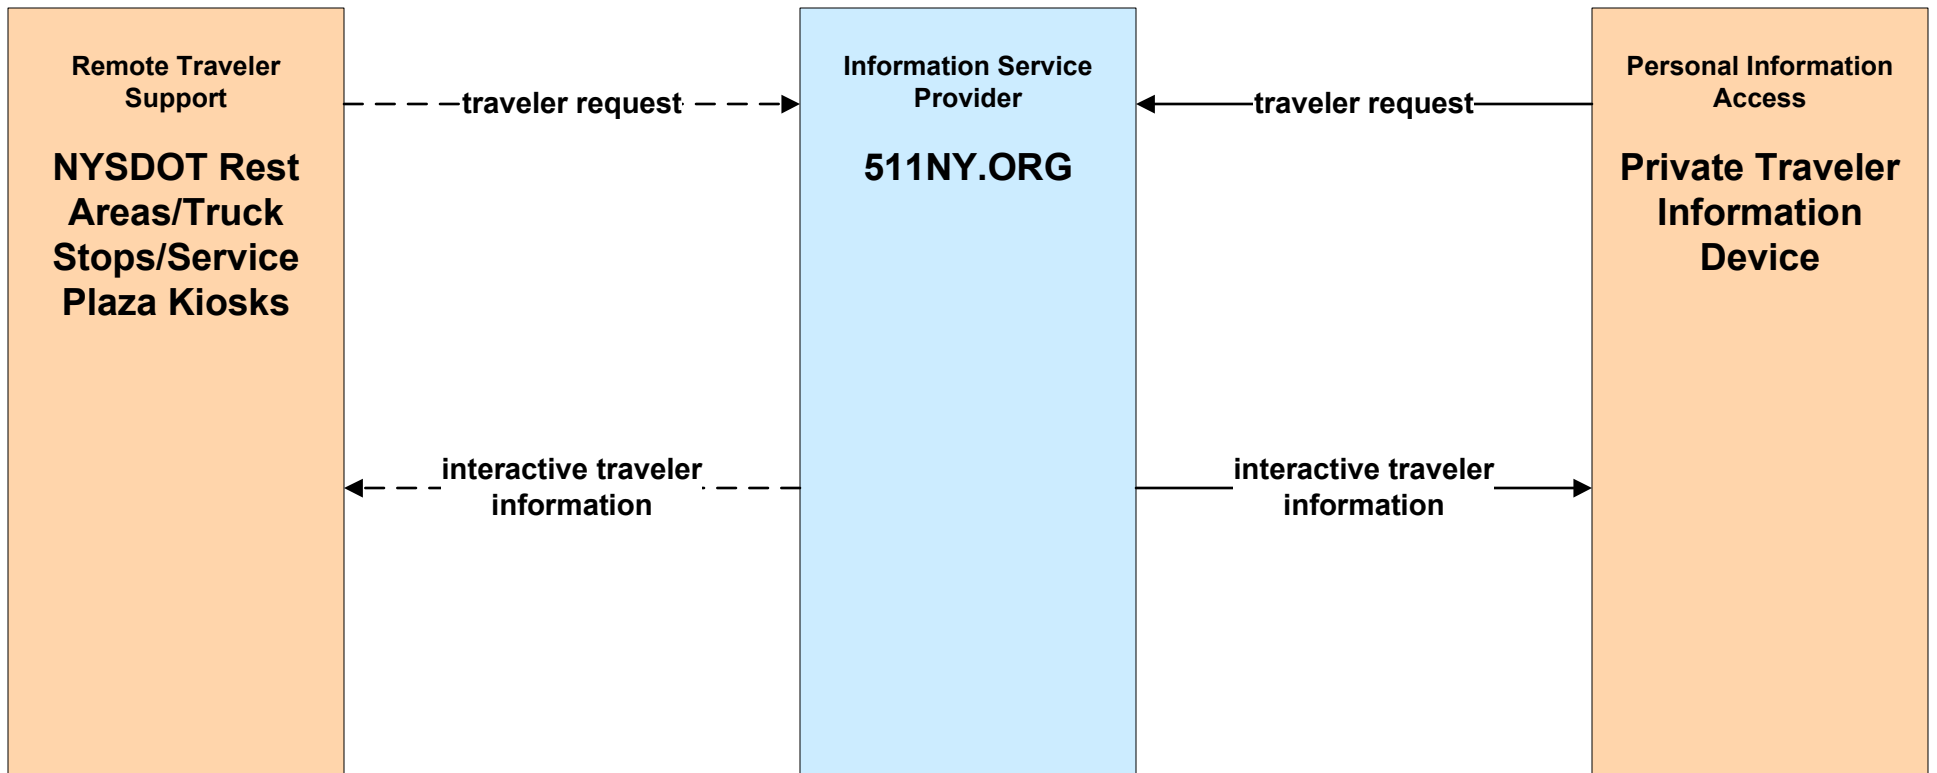 Remote Traveler
Support
NYSDOT Rest
Areas/Truck
Stops/Service
Plaza Kiosks
traveler request
interactive traveler
information
Information Service
Provider
511NY.ORG
traveler request
interactive traveler
information
Personal Information
Access
Private Traveler
Information
Device